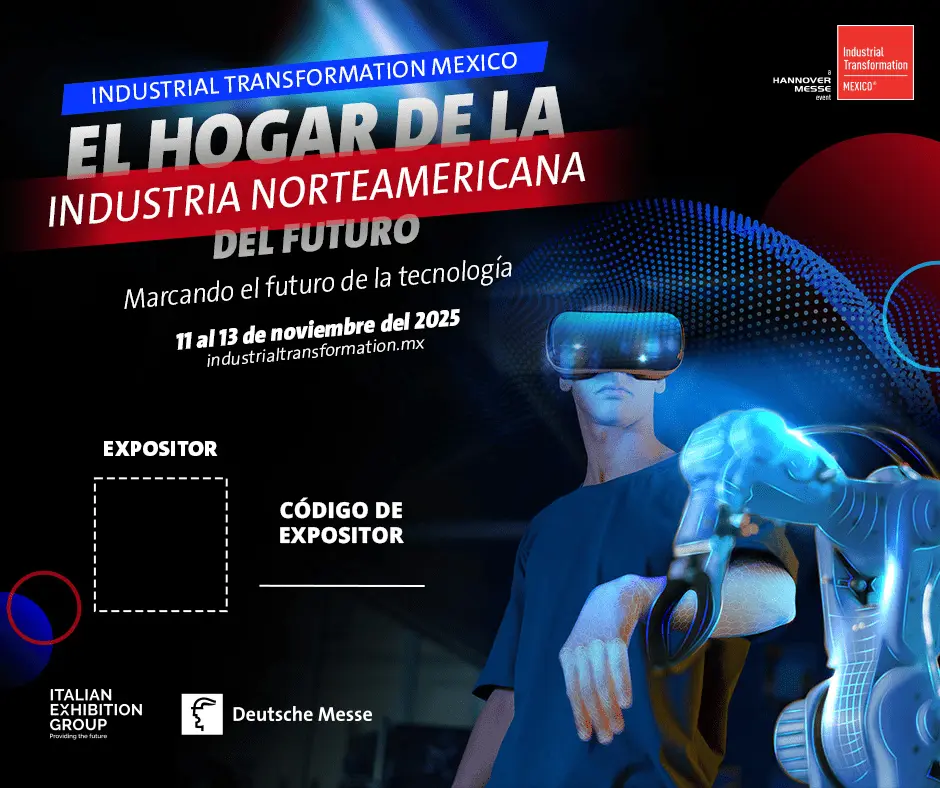 INDUSTRIAL TRANSFORMATION MEXICO
EL HOGAR DE LA
INDUSTRIA NORTEAMERICANA
DEL FUTURO
Marcando el futuro de la tecnología
11 al 13 de noviembre del 2025
industrialtransformation.mx
a
HANNOVER
MESSE
event
Industrial
Transformation
MEXICO®
EXPOSITOR
CÓDIGO DE
EXPOSITOR
ITALIAN
EXHIBITION
GROUP
Providing the future
Deutsche Messe